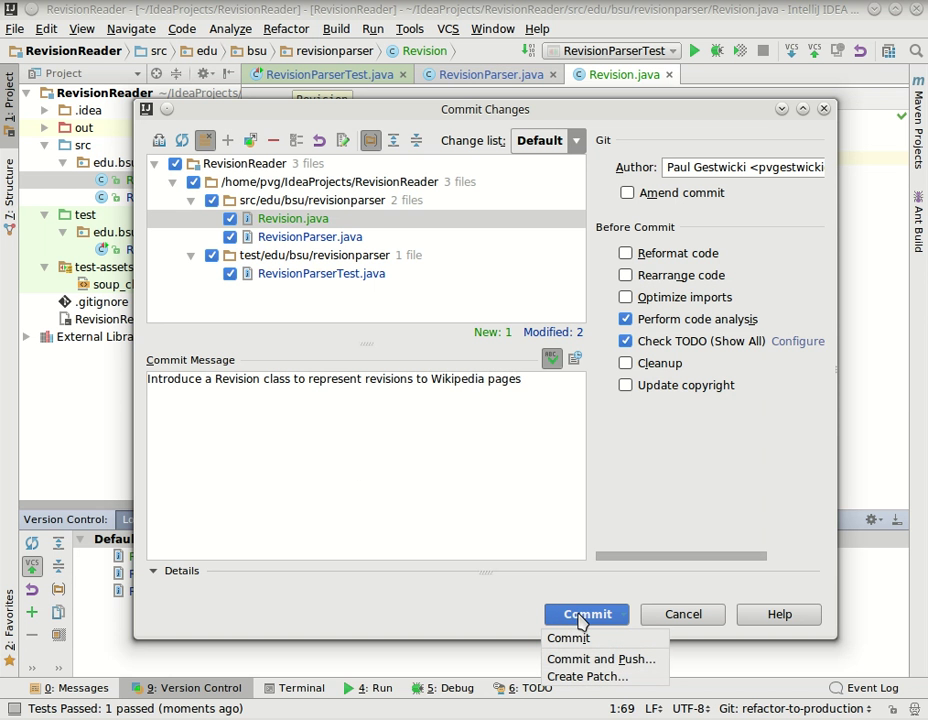 RevisionReader - [~/IdeaProjects/RevisionReader] - [RevisionReader] - ~/IdeaProjects/RevisionReader/src/edu/bsu/revisionparser/Revision.java - IntelliJ IDEA ...
File Edit View Navigate Code Analyze Refactor Build Run Tools VCS Window Help
RevisionReader src edu bsu revisionparser Revision RevisionParserTest
Project RevisionParserTest.java RevisionParser.java Revision.java
1: Project
7: Structure
2: Favorites
RevisionReader ~/IdeaProjects/
.idea
out
src
edu.bsu
test
edu.bsu
test-assets
soup_cl
.gitignore
RevisionRe
External Libra
Revision
Maven Projects
Ant Build
Commit Changes
Change list: Default
RevisionReader 3 files
/home/pvg/IdeaProjects/RevisionReader 3 files
src/edu/bsu/revisionparser 2 files
Revision.java
RevisionParser.java
test/edu/bsu/revisionparser 1 file
RevisionParserTest.java
New: 1 Modified: 2
Commit Message
Introduce a Revision class to represent revisions to Wikipedia pages
Details
Git
Author: Paul Gestwicki <pvgestwicki
Amend commit
Before Commit
Reformat code
Rearrange code
Optimize imports
Perform code analysis
Check TODO (Show All) Configure
Cleanup
Update copyright
Commit Cancel Help
Commit
Commit and Push...
Create Patch...
Version Control: Lo
Defaul
0: Messages 9: Version Control Terminal 4: Run 5: Debug 6: TODO Event Log
Tests Passed: 1 passed (moments ago) 1:69 LF UTF-8 Git: refactor-to-production